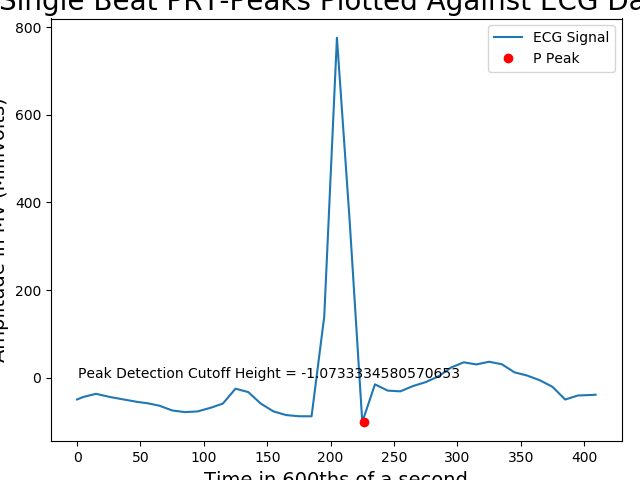 Single Beat PRT-Peaks Plotted Against ECG Da
800
600
400
200
0
Amplitude in MV (Millivolts)
ECG Signal
P Peak
Peak Detection Cutoff Height = -1.0733334580570653
0 50 100 150 200 250 300 350 400
Time in 600ths of a second